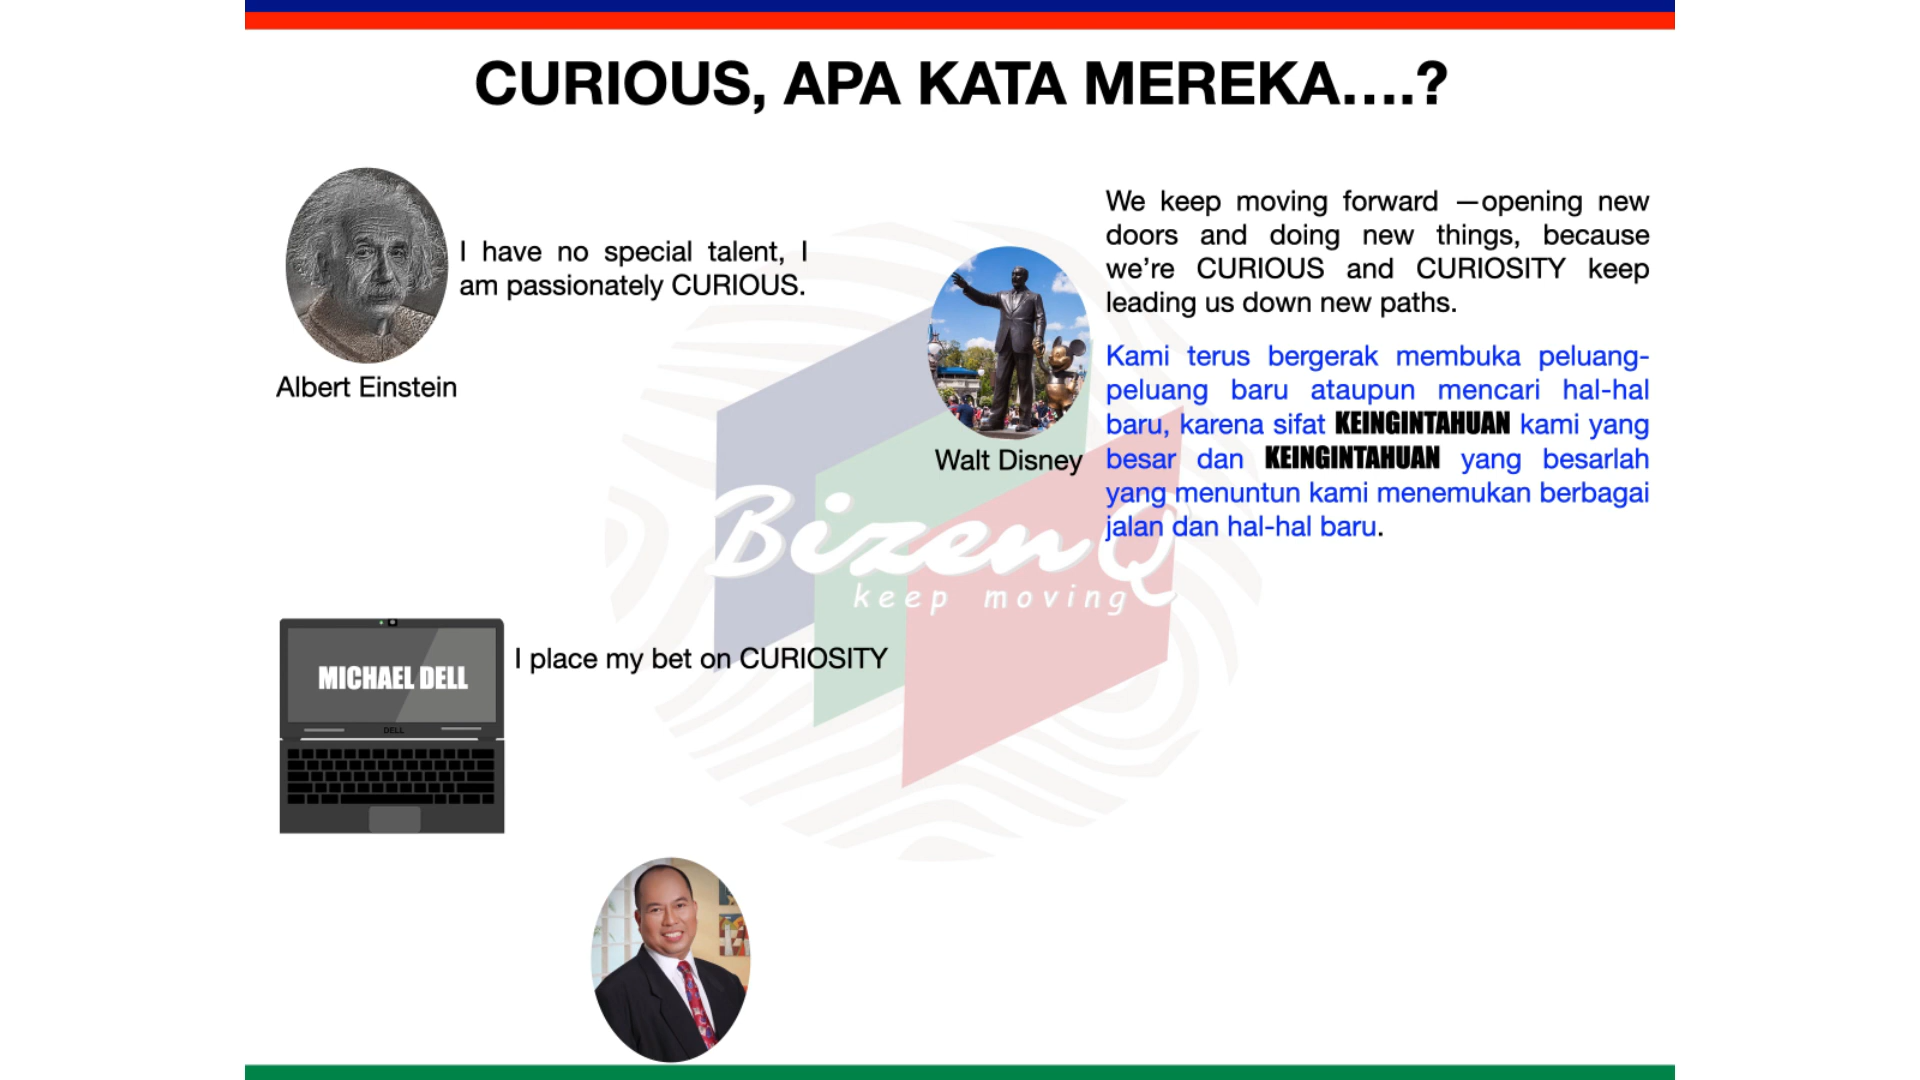 CURIOUS, APA KATA MEREKA....?
I have no special talent, I
am passionately CURIOUS.
Albert Einstein
We keep moving forward —opening new
doors and doing new things, because
we’re CURIOUS and CURIOSITY keep
leading us down new paths.
Walt Disney
Kami terus bergerak membuka peluang-
peluang baru ataupun mencari hal-hal
baru, karena sifat KEINGINTAHUAN kami yang
besar dan KEINGINTAHUAN yang besarlah
yang menuntun kami menemukan berbagai
jalan dan hal-hal baru.
BizenQ
keep moving
MICHAEL DELL
DELL
I place my bet on CURIOSITY